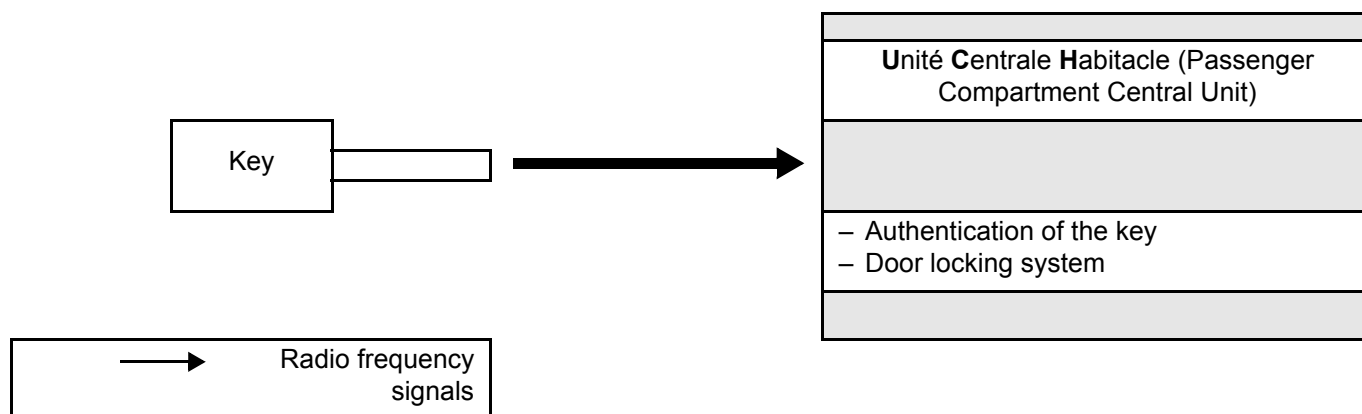 Unité Centrale Habitacle (Passenger
Compartment Central Unit)
Key
– Authentication of the key
– Door locking system
Radio frequency
signals